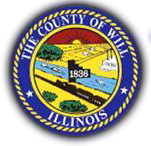 THE COUNTY OF WILL
1836
ILLINOIS